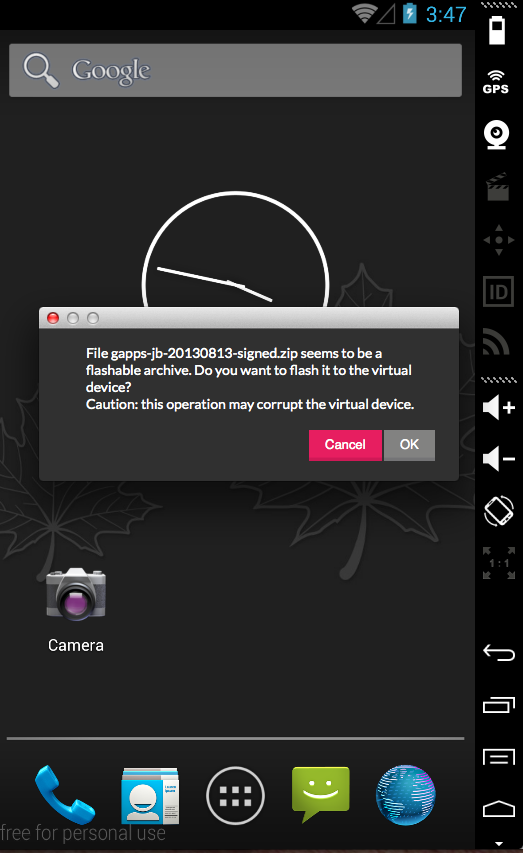 3:47
Google
GPS
ID
File gapps-jb-20130813-signed.zip seems to be a
flashable archive. Do you want to flash it to the virtual
device?
Caution: this operation may corrupt the virtual device.
Cancel
OK
1:1
Camera
free for personal use